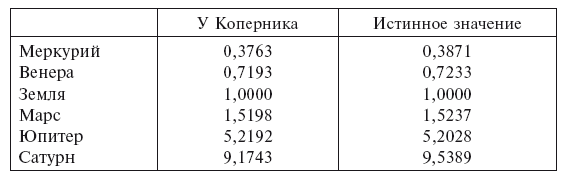 У Коперника Истинное значение
Меркурий 0,3763 0,3871
Венера 0,7193 0,7233
Земля 1,0000 1,0000
Марс 1,5198 1,5237
Юпитер 5,2192 5,2028
Сатурн 9,1743 9,5389